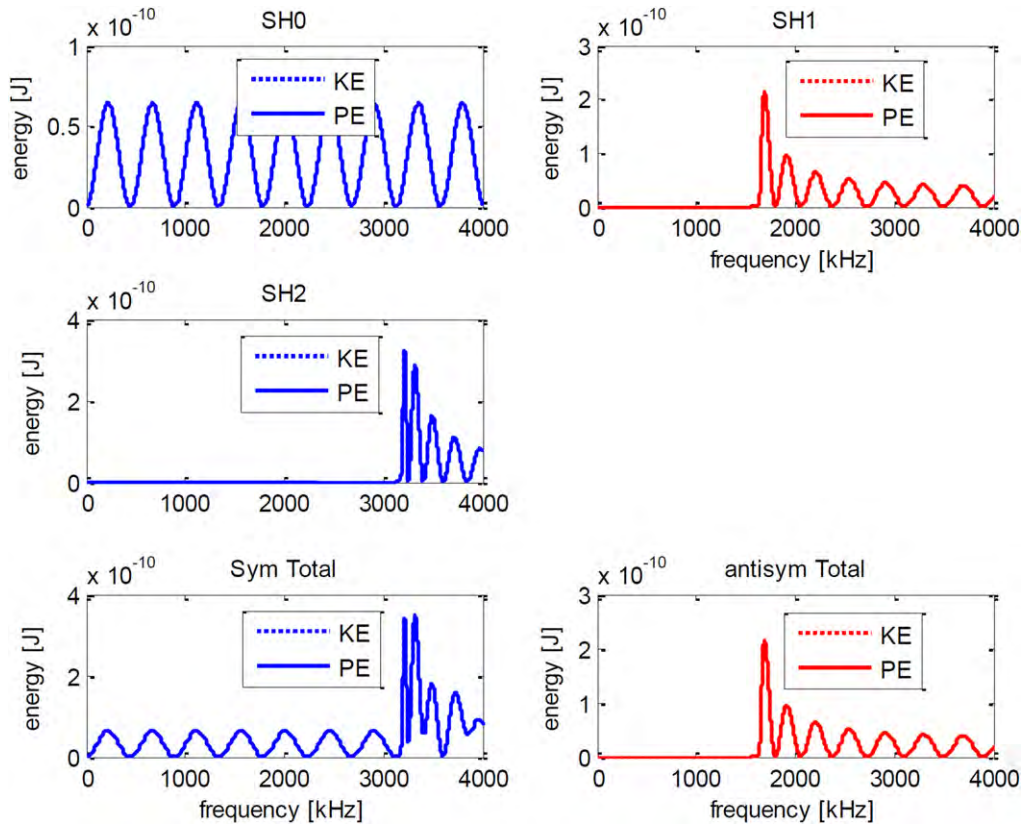 x 10⁻¹⁰
SH0
1
0.5
0
energy [J]
KE
PE
0 1000 2000 3000 4000
x 10⁻¹⁰
SH1
3
2
1
0
energy [J]
KE
PE
0 1000 2000 3000 4000
frequency [kHz]
x 10⁻¹⁰
SH2
4
2
0
energy [J]
KE
PE
0 1000 2000 3000 4000
x 10⁻¹⁰
Sym Total
4
2
0
energy [J]
KE
PE
0 1000 2000 3000 4000
frequency [kHz]
x 10⁻¹⁰
antisym Total
3
2
1
0
energy [J]
KE
PE
0 1000 2000 3000 4000
frequency [kHz]